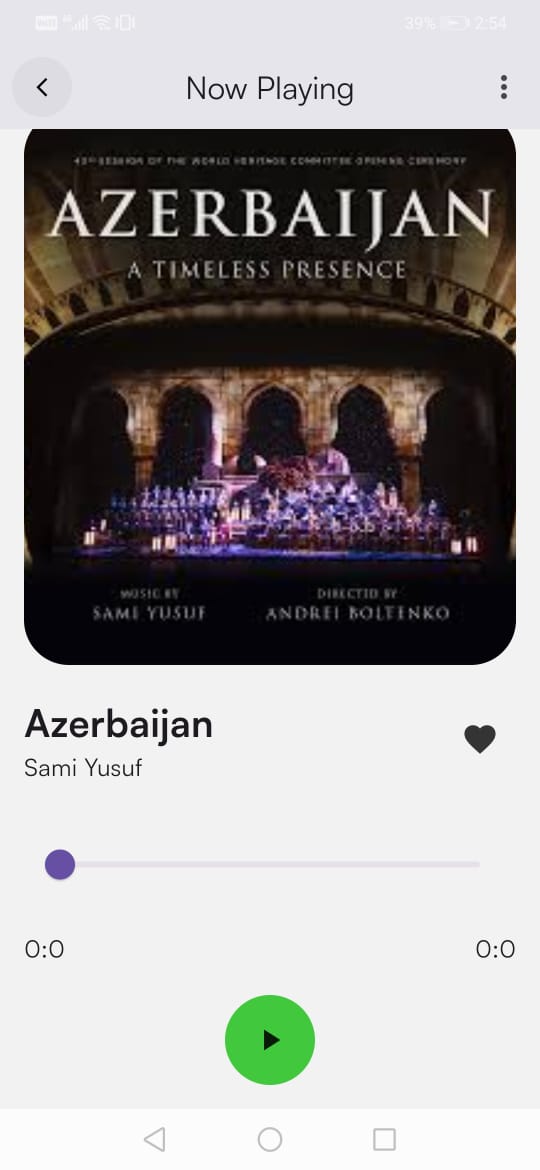 39% 2:54
Now Playing
43RD SESSION OF THE WORLD HERITAGE COMMITTEE OPENING CEREMONY
AZERBAIJAN
A TIMELESS PRESENCE
MUSIC BY
SAMI YUSUF
DIRECTED BY
ANDREI BOLTENKO
Azerbaijan
Sami Yusuf
0:0
0:0